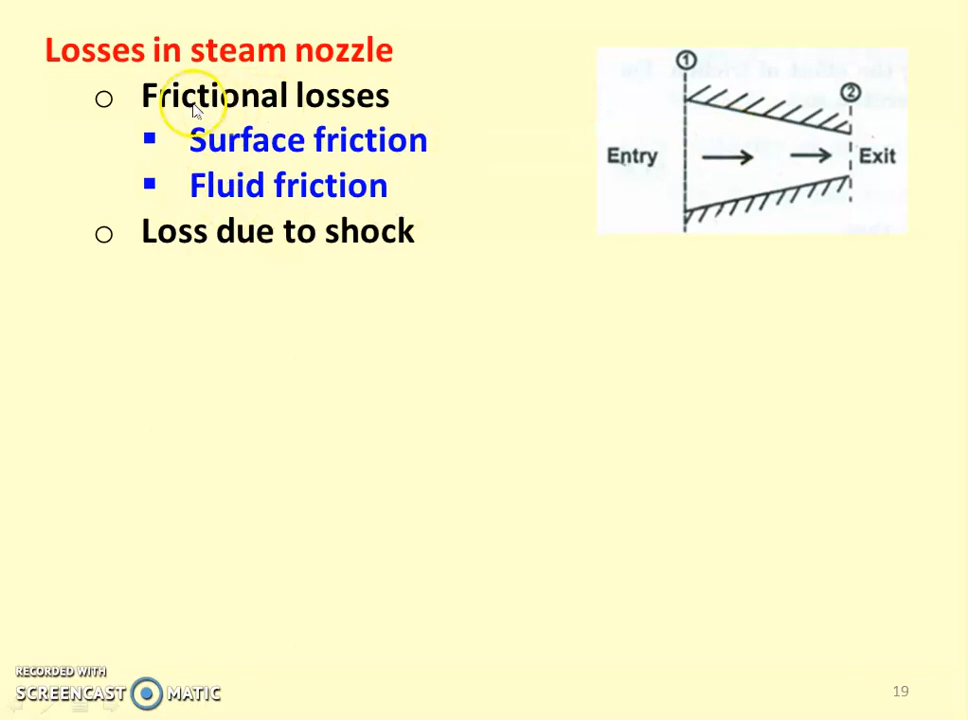 Losses in steam nozzle
o Frictional losses
▪ Surface friction
▪ Fluid friction
o Loss due to shock
①
②
Entry
Exit
RECORDED WITH
SCREENCAST MATIC
19